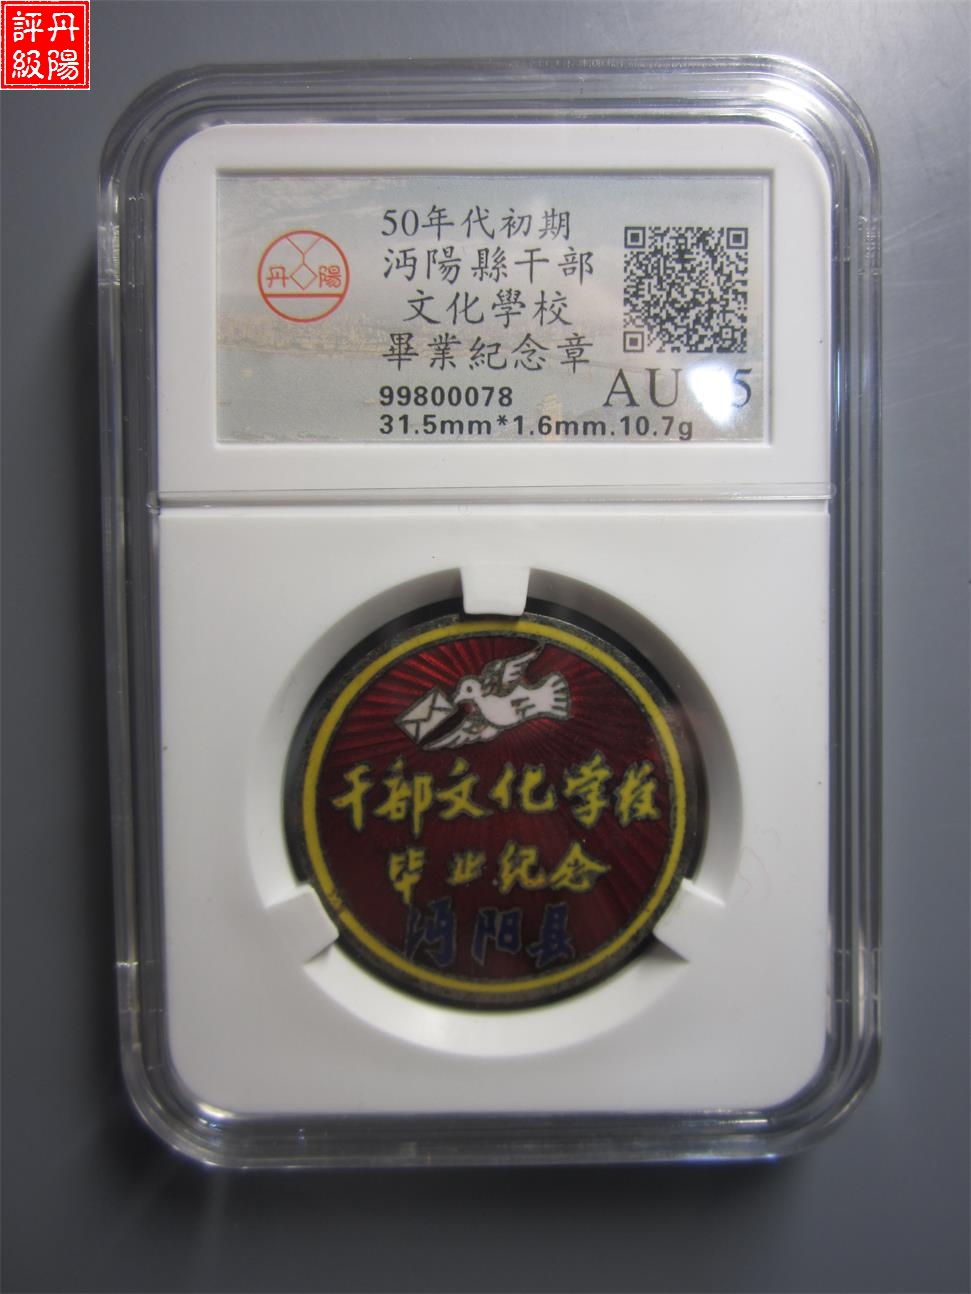 丹陽
評級
丹陽
50年代初期
沔陽縣干部
文化學校
畢業紀念章
99800078
AU
31.5mm*1.6mm.10.7g
干部文化学校
毕业纪念
沔阳县